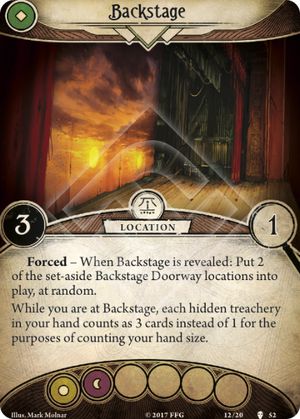 Backstage
3
LOCATION
1
Forced – When Backstage is revealed: Put 2
of the set-aside Backstage Doorway locations into
play, at random.
While you are at Backstage, each hidden treachery
in your hand counts as 3 cards instead of 1 for the
purposes of counting your hand size.
Illus. Mark Molnar
© 2017 FFG
12/20
52